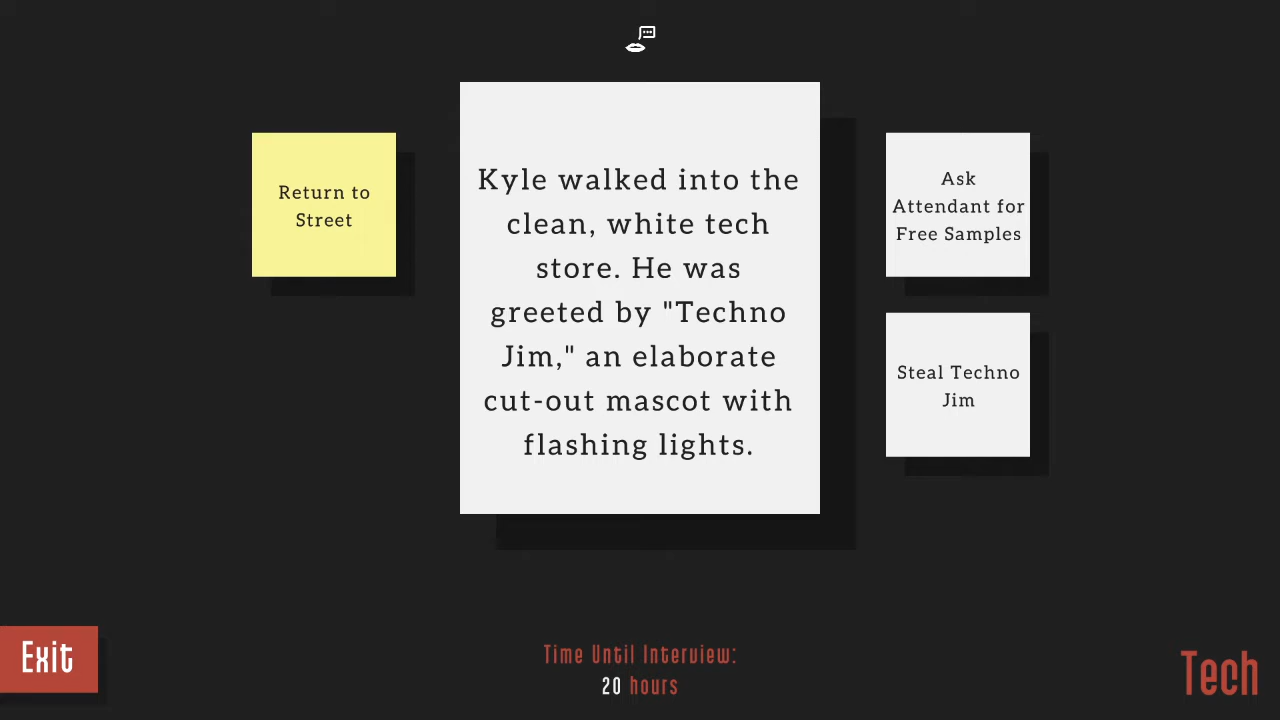 Return to
Street
Kyle walked into the
clean, white tech
store. He was
greeted by "Techno
Jim," an elaborate
cut-out mascot with
flashing lights.
Ask
Attendant for
Free Samples
Steal Techno
Jim
Exit
Time Until Interview:
20 hours
Tech